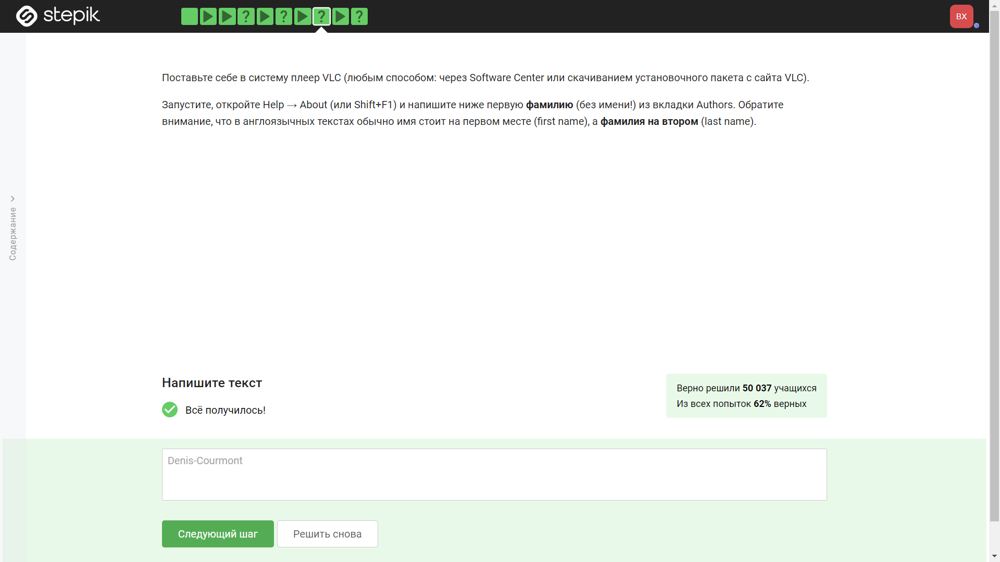 stepik
? ? ? ?
ВХ
Поставьте себе в систему плеер VLC (любым способом: через Software Center или скачиванием установочного пакета с сайта VLC).
Запустите, откройте Help → About (или Shift+F1) и напишите ниже первую фамилию (без имени!) из вкладки Authors. Обратите
внимание, что в англоязычных текстах обычно имя стоит на первом месте (first name), а фамилия на втором (last name).
Содержание
Напишите текст
Всё получилось!
Верно решили 50 037 учащихся
Из всех попыток 62% верных
Denis-Courmont
Следующий шаг
Решить снова